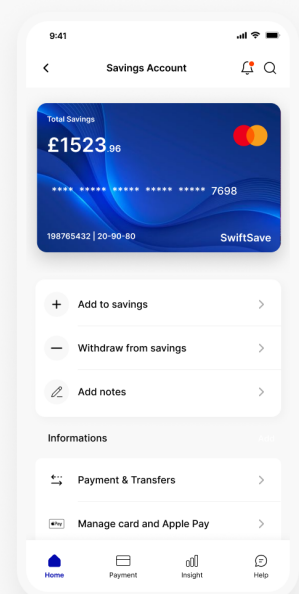 9:41
Savings Account
Total Savings
£1523.96
**** ***** ***** ***** ***** 7698
198765432 | 20-90-80
SwiftSave
Add to savings
Withdraw from savings
Add notes
Informations
Payment & Transfers
Pay
Manage card and Apple Pay
Home
Payment
Insight
Help